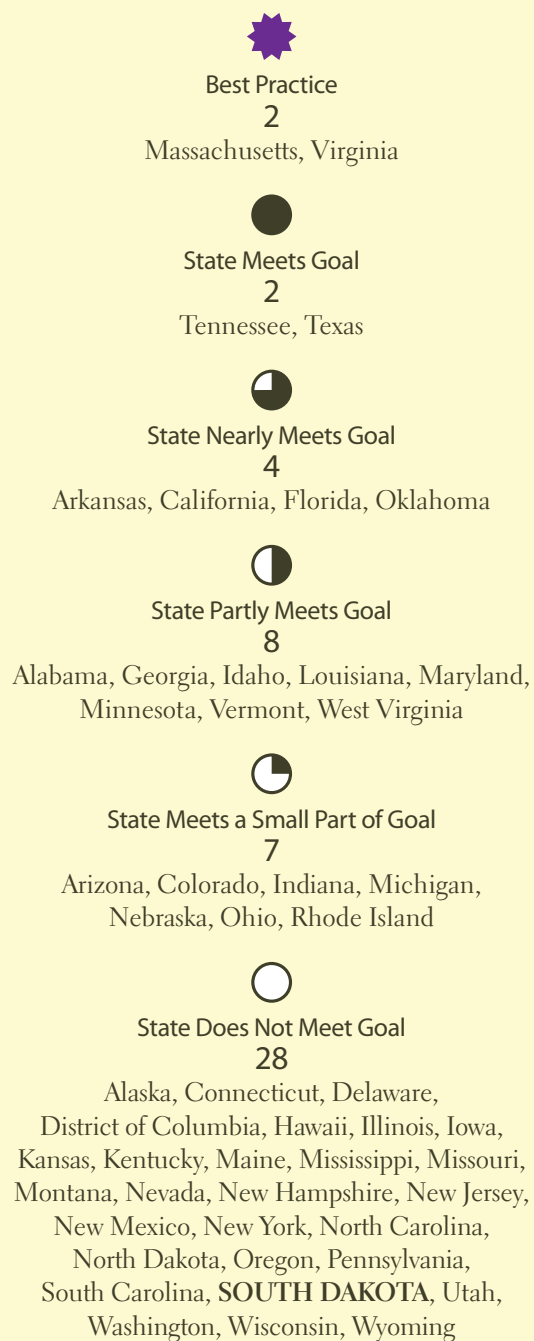 Best Practice
2
Massachusetts, Virginia
State Meets Goal
2
Tennessee, Texas
State Nearly Meets Goal
4
Arkansas, California, Florida, Oklahoma
State Partly Meets Goal
8
Alabama, Georgia, Idaho, Louisiana, Maryland,
Minnesota, Vermont, West Virginia
State Meets a Small Part of Goal
7
Arizona, Colorado, Indiana, Michigan,
Nebraska, Ohio, Rhode Island
State Does Not Meet Goal
28
Alaska, Connecticut, Delaware,
District of Columbia, Hawaii, Illinois, Iowa,
Kansas, Kentucky, Maine, Mississippi, Missouri,
Montana, Nevada, New Hampshire, New Jersey,
New Mexico, New York, North Carolina,
North Dakota, Oregon, Pennsylvania,
South Carolina, SOUTH DAKOTA, Utah,
Washington, Wisconsin, Wyoming